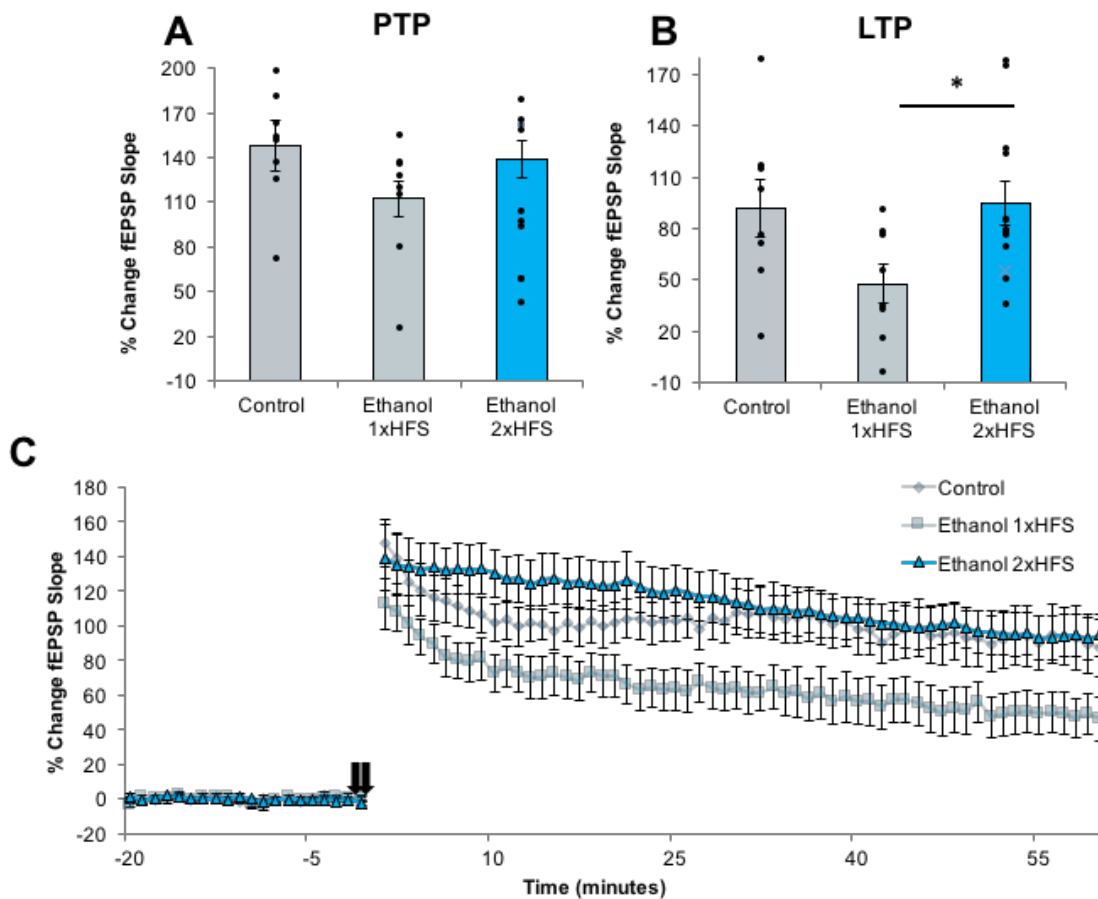 A
PTP
% Change fEPSP Slope
200
170
140
110
80
50
20
-10
Control
Ethanol
1xHFS
Ethanol
2xHFS
B
LTP
% Change fEPSP Slope
170
140
110
80
50
20
-10
*
Control
Ethanol
1xHFS
Ethanol
2xHFS
C
% Change fEPSP Slope
180
160
140
120
100
80
60
40
20
0
-20
-20
-5
10
25
40
55
Time (minutes)
Control
Ethanol 1xHFS
Ethanol 2xHFS